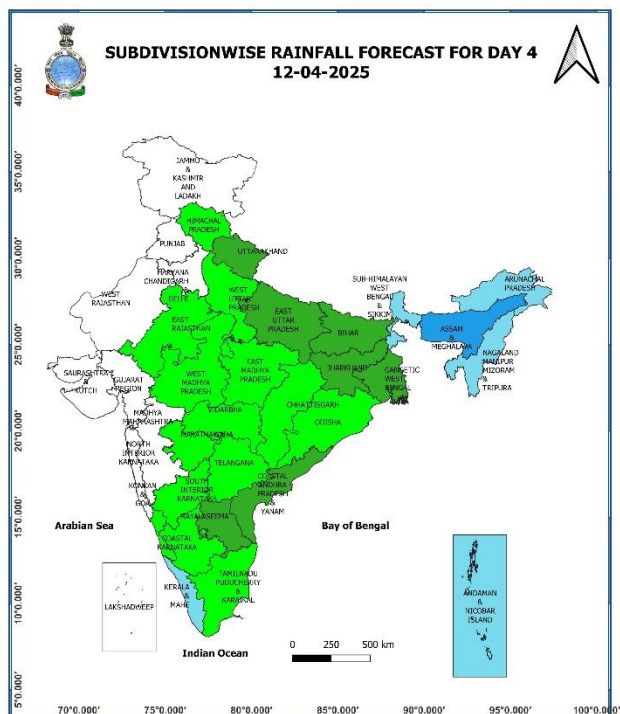 SUBDIVISIONWISE RAINFALL FORECAST FOR DAY 4
12-04-2025
40°0.000'
35°0.000'
30°0.000'
25°0.000'
20°0.000'
15°0.000'
10°0.000'
5°0.000'
JAMMU
&
KASHMIR
AND
LADAKH
HIMACHAL
PRADESH
PUNJAB
UTTARAKHAND
HARYANA
CHANDIGARH
&
DELHI
WEST
RAJASTHAN
WEST
UTTAR
PRADESH
EAST
RAJASTHAN
EAST
UTTAR
PRADESH
BIHAR
SUB-HIMALAYAN
WEST
BENGAL
&
SIKKIM
ARUNACHAL
PRADESH
ASSAM
&
MEGHALAYA
NAGALAND
MANIPUR
MIZORAM
&
TRIPURA
JHARKHAND
GANGETIC
WEST
BENGAL
SAURASHTRA
&
KUTCH
GUJARAT
REGION
WEST
MADHYA
PRADESH
EAST
MADHYA
PRADESH
CHHATTISGARH
ODISHA
MADHYA
MAHARASHTRA
VIDARBHA
MARATHAWADA
NORTH
INTERIOR
KARNATAKA
TELANGANA
KONKAN
&
GOA
SOUTH
INTERIOR
KARNATAKA
COASTAL
ANDHRA
PRADESH
&
YANAM
RAYALASEEMA
Arabian Sea
Bay of Bengal
COASTAL
KARNATAKA
LAKSHADWEEP
KERALA
&
MAHE
TAMILNADU
PUDUCHERRY
&
KARAIKAL
ANDAMAN
&
NICOBAR
ISLAND
Indian Ocean
0 250 500 km
70°0.000' 75°0.000' 80°0.000' 85°0.000' 90°0.000' 95°0.000' 100°0.000'